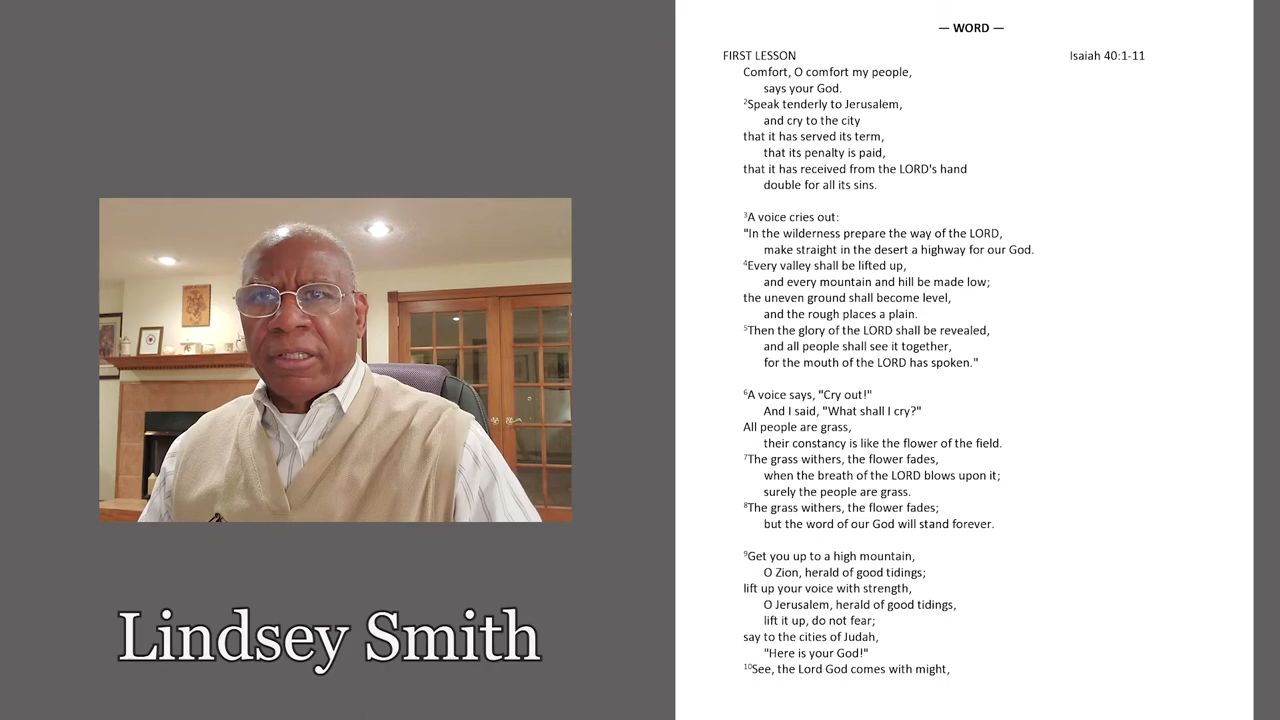 — WORD —
FIRST LESSON Isaiah 40:1-11
Comfort, O comfort my people,
says your God.
2Speak tenderly to Jerusalem,
and cry to the city
that it has served its term,
that its penalty is paid,
that it has received from the LORD's hand
double for all its sins.
3A voice cries out:
"In the wilderness prepare the way of the LORD,
make straight in the desert a highway for our God.
4Every valley shall be lifted up,
and every mountain and hill be made low;
the uneven ground shall become level,
and the rough places a plain.
5Then the glory of the LORD shall be revealed,
and all people shall see it together,
for the mouth of the LORD has spoken."
6A voice says, "Cry out!"
And I said, "What shall I cry?"
All people are grass,
their constancy is like the flower of the field.
7The grass withers, the flower fades,
when the breath of the LORD blows upon it;
surely the people are grass.
8The grass withers, the flower fades;
but the word of our God will stand forever.
9Get you up to a high mountain,
O Zion, herald of good tidings;
lift up your voice with strength,
O Jerusalem, herald of good tidings,
lift it up, do not fear;
say to the cities of Judah,
"Here is your God!"
10See, the Lord God comes with might,
Lindsey Smith